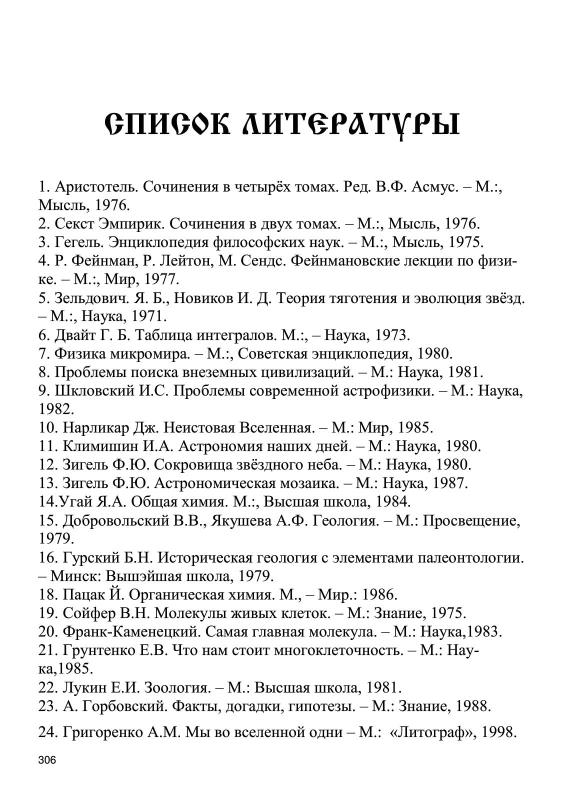 СПИСОК ЛИТЕРАТУРЫ
1. Аристотель. Сочинения в четырёх томах. Ред. В.Ф. Асмус. – М.:,
Мысль, 1976.
2. Секст Эмпирик. Сочинения в двух томах. – М.:, Мысль, 1976.
3. Гегель. Энциклопедия философских наук. – М.:, Мысль, 1975.
4. Р. Фейнман, Р. Лейтон, М. Сендс. Фейнмановские лекции по физи-
ке. – М.:, Мир, 1977.
5. Зельдович. Я. Б., Новиков И. Д. Теория тяготения и эволюция звёзд.
– М.:, Наука, 1971.
6. Двайт Г. Б. Таблица интегралов. М.:, – Наука, 1973.
7. Физика микромира. – М.:, Советская энциклопедия, 1980.
8. Проблемы поиска внеземных цивилизаций. – М.: Наука, 1981.
9. Шкловский И.С. Проблемы современной астрофизики. – М.: Наука,
1982.
10. Нарликар Дж. Неистовая Вселенная. – М.: Мир, 1985.
11. Климишин И.А. Астрономия наших дней. – М.: Наука, 1980.
12. Зигель Ф.Ю. Сокровища звёздного неба. – М.: Наука, 1980.
13. Зигель Ф.Ю. Астрономическая мозаика. – М.: Наука, 1987.
14.Угай Я.А. Общая химия. М.:, Высшая школа, 1984.
15. Добровольский В.В., Якушева А.Ф. Геология. – М.: Просвещение,
1979.
16. Гурский Б.Н. Историческая геология с элементами палеонтологии.
– Минск: Вышэйшая школа, 1979.
18. Пацак Й. Органическая химия. М., – Мир.: 1986.
19. Сойфер В.Н. Молекулы живых клеток. – М.: Знание, 1975.
20. Франк-Каменецкий. Самая главная молекула. – М.: Наука,1983.
21. Грунтенко Е.В. Что нам стоит многоклеточность. – М.: Нау-
ка,1985.
22. Лукин Е.И. Зоология. – М.: Высшая школа, 1981.
23. А. Горбовский. Факты, догадки, гипотезы. – М.: Знание, 1988.
24. Григоренко А.М. Мы во вселенной одни – М.: «Литограф», 1998.
306